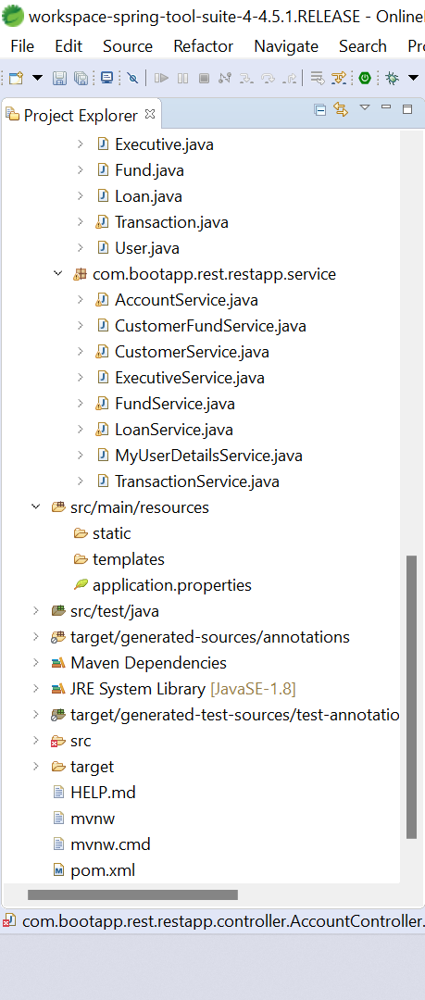 workspace-spring-tool-suite-4-4.5.1.RELEASE - Onlinel
File Edit Source Refactor Navigate Search Pr
Project Explorer
Executive.java
Fund.java
Loan.java
Transaction.java
User.java
com.bootapp.rest.restapp.service
AccountService.java
CustomerFundService.java
CustomerService.java
ExecutiveService.java
FundService.java
LoanService.java
MyUserDetailsService.java
TransactionService.java
src/main/resources
static
templates
application.properties
src/test/java
target/generated-sources/annotations
Maven Dependencies
JRE System Library [JavaSE-1.8]
target/generated-test-sources/test-annotatio
src
target
HELP.md
mvnw
mvnw.cmd
pom.xml
com.bootapp.rest.restapp.controller.AccountController.